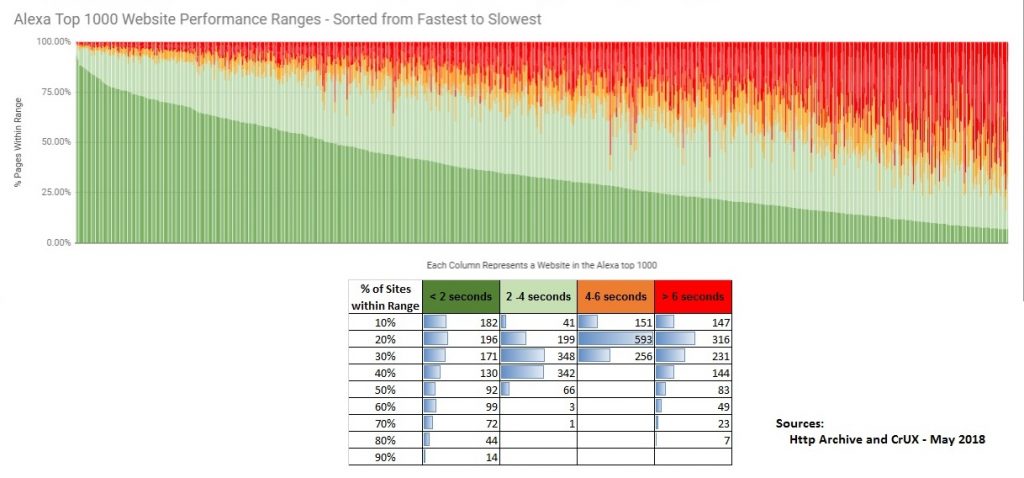 Alexa Top 1000 Website Performance Ranges - Sorted from Fastest to Slowest
% Pages Within Range
100.00%
75.00%
50.00%
25.00%
0.00%
Each Column Represents a Website in the Alexa top 1000
% of Sites within Range < 2 seconds 2 -4 seconds 4-6 seconds > 6 seconds
10% 182 41 151 147
20% 196 199 593 316
30% 171 348 256 231
40% 130 342 144
50% 92 66 83
60% 99 3 49
70% 72 1 23
80% 44 7
90% 14
Sources:
Http Archive and CrUX - May 2018